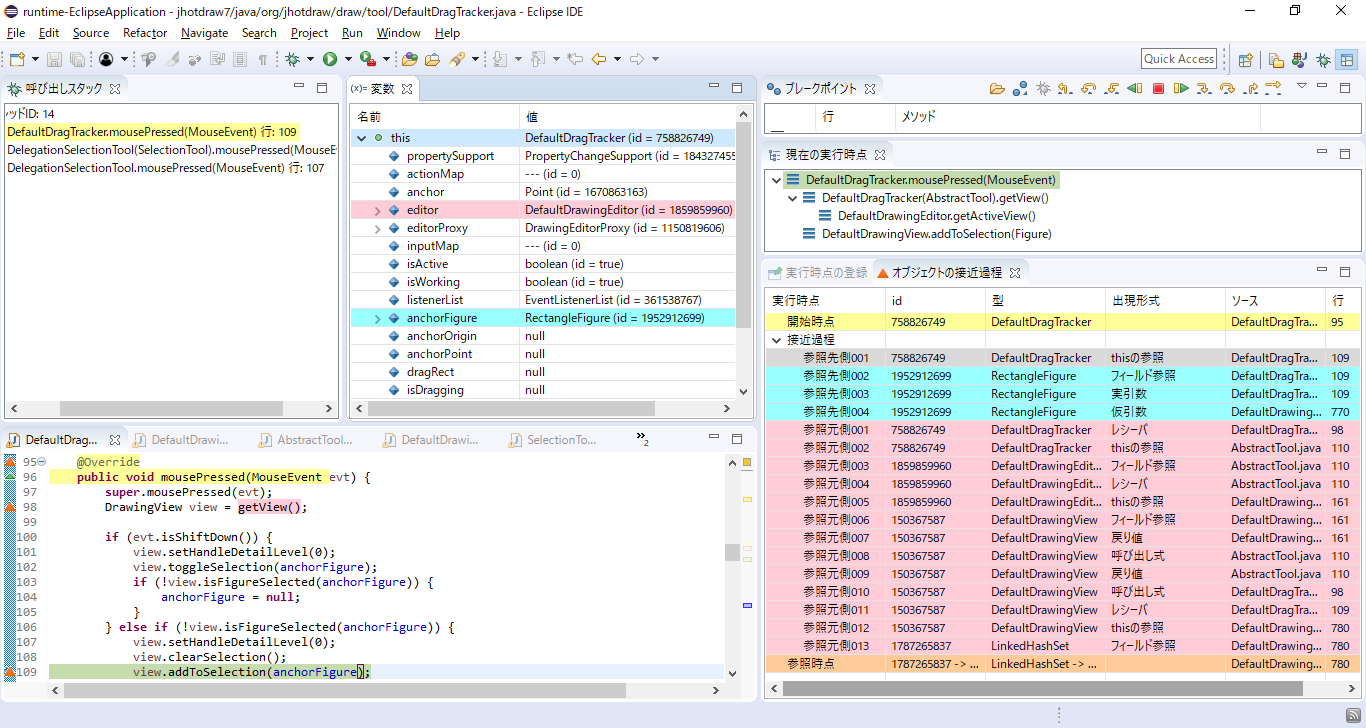 runtime-EclipseApplication - jhotdraw7/java/org/jhotdraw/draw/tool/DefaultDragTracker.java - Eclipse IDE
File Edit Source Refactor Navigate Search Project Run Window Help
Quick Access
呼び出しスタック
ハッドID: 14
DefaultDragTracker.mousePressed(MouseEvent) 行: 109
DelegationSelectionTool(SelectionTool).mousePressed(MouseE
DelegationSelectionTool.mousePressed(MouseEvent) 行: 107
(x)= 変数
名前 値
this DefaultDragTracker (id = 758826749)
propertySupport PropertyChangeSupport (id = 184327455
actionMap --- (id = 0)
anchor Point (id = 1670863163)
editor DefaultDrawingEditor (id = 1859859960)
editorProxy DrawingEditorProxy (id = 1150819606)
inputMap --- (id = 0)
isActive boolean (id = true)
isWorking boolean (id = true)
listenerList EventListenerList (id = 361538767)
anchorFigure RectangleFigure (id = 1952912699)
anchorOrigin null
anchorPoint null
dragRect null
isDragging null
ブレークポイント
行 メソッド
現在の実行時点
DefaultDragTracker.mousePressed(MouseEvent)
DefaultDragTracker(AbstractTool).getView()
DefaultDrawingEditor.getActiveView()
DefaultDrawingView.addToSelection(Figure)
実行時点の登録 オブジェクトの接近過程
実行時点 id 型 出現形式 ソース 行
開始時点 758826749 DefaultDragTracker DefaultDragTra... 95
接近過程
参照先側001 758826749 DefaultDragTracker thisの参照 DefaultDragTra... 109
参照先側002 1952912699 RectangleFigure フィールド参照 DefaultDragTra... 109
参照先側003 1952912699 RectangleFigure 実引数 DefaultDragTra... 109
参照先側004 1952912699 RectangleFigure 仮引数 DefaultDrawing... 770
参照元側001 758826749 DefaultDragTracker レシーバ DefaultDragTra... 98
参照元側002 758826749 DefaultDragTracker thisの参照 AbstractTool.java 110
参照元側003 1859859960 DefaultDrawingEdit... フィールド参照 AbstractTool.java 110
参照元側004 1859859960 DefaultDrawingEdit... レシーバ AbstractTool.java 110
参照元側005 1859859960 DefaultDrawingEdit... thisの参照 DefaultDrawing... 161
参照元側006 150367587 DefaultDrawingView フィールド参照 DefaultDrawing... 161
参照元側007 150367587 DefaultDrawingView 戻り値 DefaultDrawing... 161
参照元側008 150367587 DefaultDrawingView 呼び出し式 AbstractTool.java 110
参照元側009 150367587 DefaultDrawingView 戻り値 AbstractTool.java 110
参照元側010 150367587 DefaultDrawingView 呼び出し式 DefaultDragTra... 98
参照元側011 150367587 DefaultDrawingView レシーバ DefaultDragTra... 109
参照元側012 150367587 DefaultDrawingView thisの参照 DefaultDrawing... 780
参照元側013 1787265837 LinkedHashSet フィールド参照 DefaultDrawing... 780
参照時点 1787265837 -> ... LinkedHashSet -> ... DefaultDrawing... 780
DefaultDrag... DefaultDrawi... AbstractTool... DefaultDrawi... SelectionTo... »2
95 @Override
96 public void mousePressed(MouseEvent evt) {
97 super.mousePressed(evt);
98 DrawingView view = getView();
99
100 if (evt.isShiftDown()) {
101 view.setHandleDetailLevel(0);
102 view.toggleSelection(anchorFigure);
103 if (!view.isFigureSelected(anchorFigure)) {
104 anchorFigure = null;
105 }
106 } else if (!view.isFigureSelected(anchorFigure)) {
107 view.setHandleDetailLevel(0);
108 view.clearSelection();
109 view.addToSelection(anchorFigure);